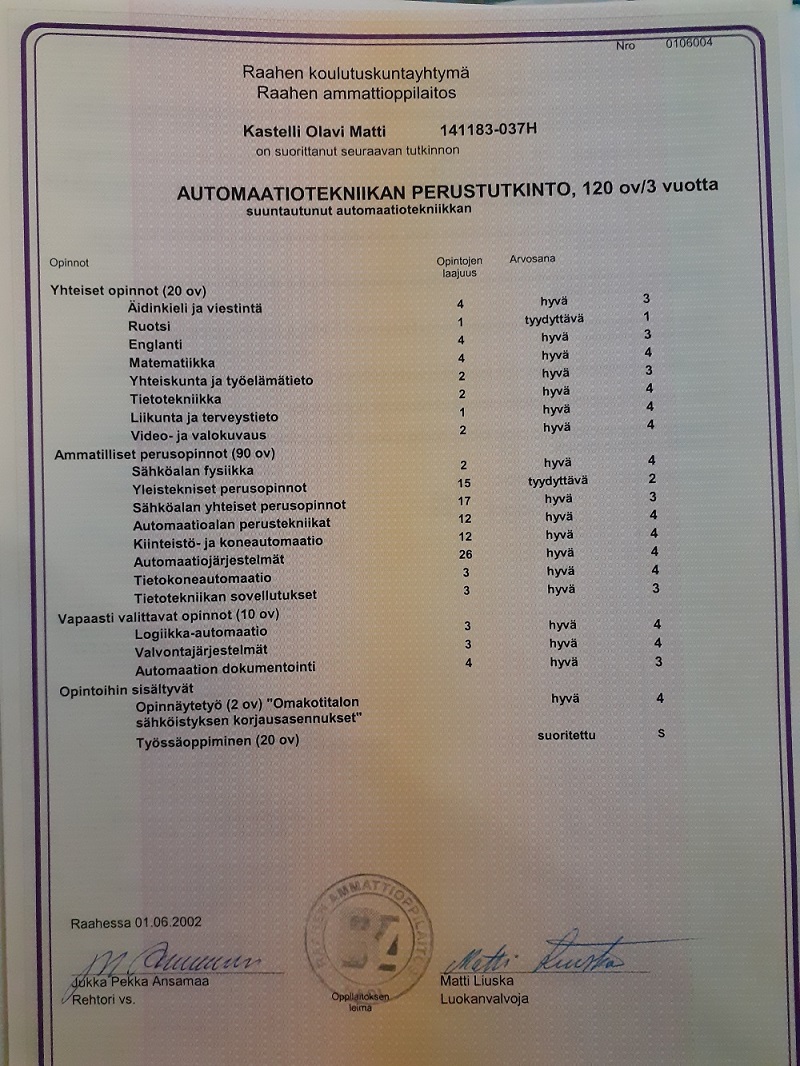 Nro 0106004
Raahen koulutuskuntayhtymä
Raahen ammattioppilaitos
Kastelli Olavi Matti 141183-037H
on suorittanut seuraavan tutkinnon
AUTOMAATIOTEKNIIKAN PERUSTUTKINTO, 120 ov/3 vuotta
suuntautunut automaatiotekniikkan
Opinnot Opintojen laajuus Arvosana
Yhteiset opinnot (20 ov)
Äidinkieli ja viestintä 4 hyvä 3
Ruotsi 1 tyydyttävä 1
Englanti 4 hyvä 3
Matematiikka 4 hyvä 4
Yhteiskunta ja työelämätieto 2 hyvä 3
Tietotekniikka 2 hyvä 4
Liikunta ja terveystieto 1 hyvä 4
Video- ja valokuvaus 2 hyvä 4
Ammatilliset perusopinnot (90 ov)
Sähköalan fysiikka 2 hyvä 4
Yleistekniset perusopinnot 15 tyydyttävä 2
Sähköalan yhteiset perusopinnot 17 hyvä 3
Automaatioalan perustekniikat 12 hyvä 4
Kiinteistö- ja koneautomaatio 12 hyvä 4
Automaatiojärjestelmät 26 hyvä 4
Tietokoneautomaatio 3 hyvä 4
Tietotekniikan sovellutukset 3 hyvä 3
Vapaasti valittavat opinnot (10 ov)
Logiikka-automaatio 3 hyvä 4
Valvontajärjestelmät 3 hyvä 4
Automaation dokumentointi 4 hyvä 3
Opintoihin sisältyvät
Opinnäytetyö (2 ov) "Omakotitalon hyvä 4
sähköistyksen korjausasennukset"
Työssäoppiminen (20 ov) suoritettu S
RAAHEN AMMATTIOPPILAITOS
Raahessa 01.06.2002
Matti Liuska
Jukka Pekka Ansamaa Matti Liuska
Rehtori vs. Oppilaitoksen leima Luokanvalvoja